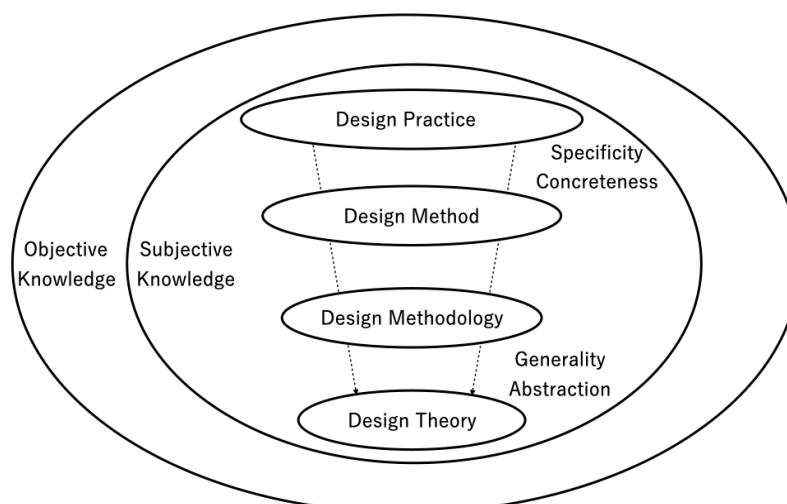 Design Practice
Specificity
Concreteness
Design Method
Objective
Knowledge
Subjective
Knowledge
Design Methodology
Generality
Abstraction
Design Theory